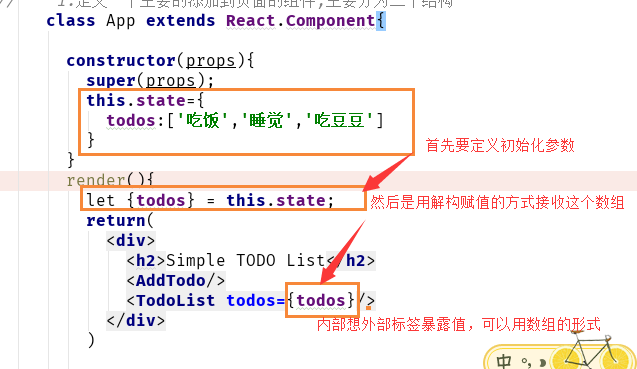 // 1.定义一个主要的添加到页面的组件,主要分为三个结构
class App extends React.Component{
constructor(props){
super(props);
this.state={
todos:['吃饭','睡觉','吃豆豆']
}
首先要定义初始化参数
}
render(){
let {todos} = this.state;
然后是用解构赋值的方式接收这个数组
return(
<div>
<h2>Simple TODO List</h2>
<AddTodo/>
<TodoList todos={todos}/>
</div>
内部想外部标签暴露值，可以用数组的形式
)
中